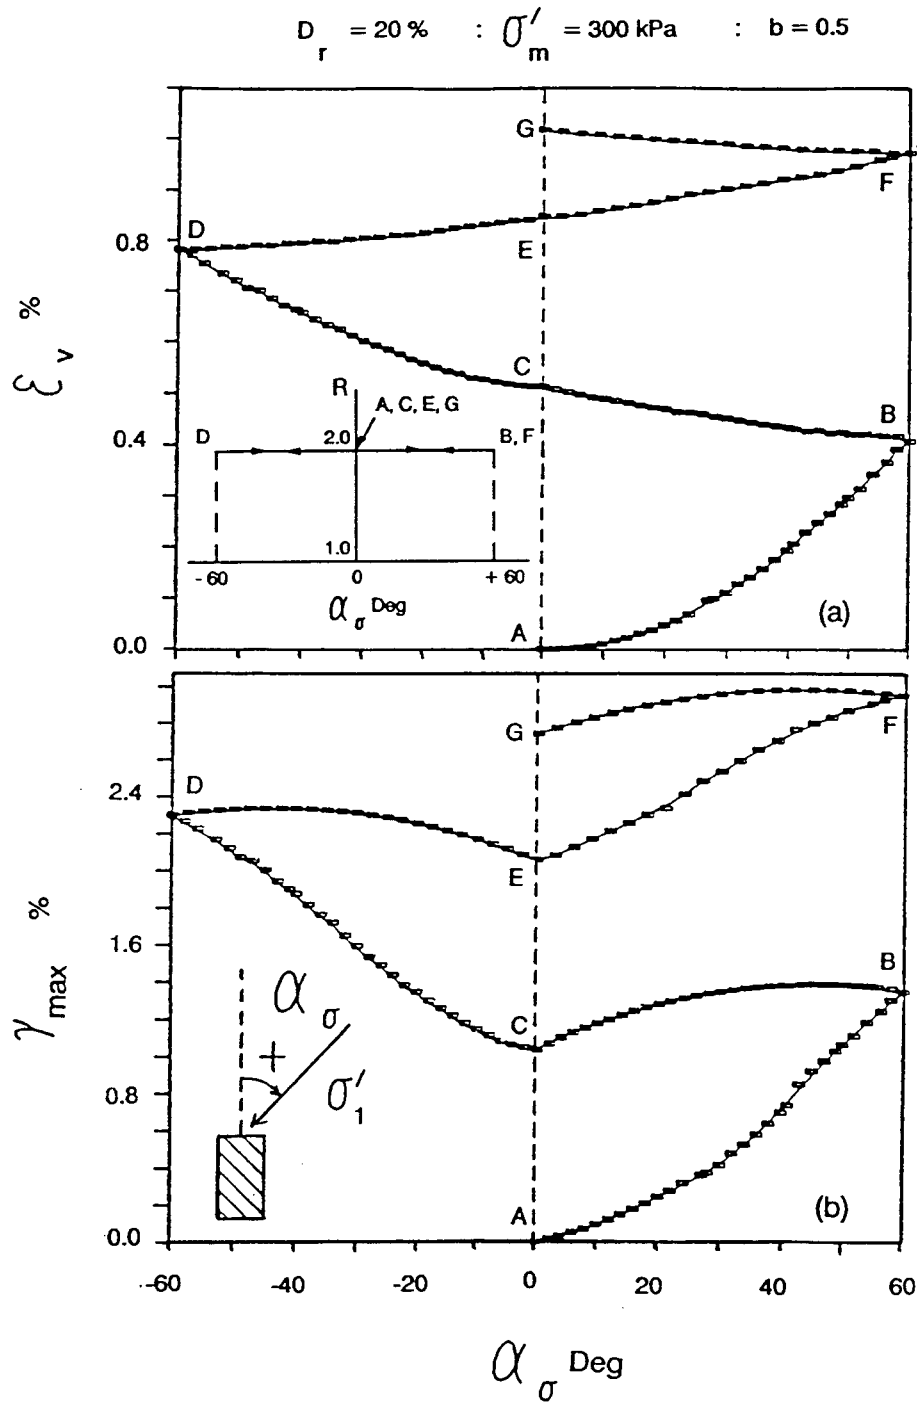 D r = 20 % : σ′m = 300 kPa : b = 0.5
G
F
D
0.8
E
ε v %
C
R
A, C, E, G
B
D
2.0
B, F
0.4
1.0
- 60
0
+ 60
α σ Deg
(a)
A
0.0
G
F
D
2.4
E
γ max %
1.6
B
C
α σ
+
σ′1
0.8
A
(b)
0.0
-60
-40
-20
0
20
40
60
α σ Deg